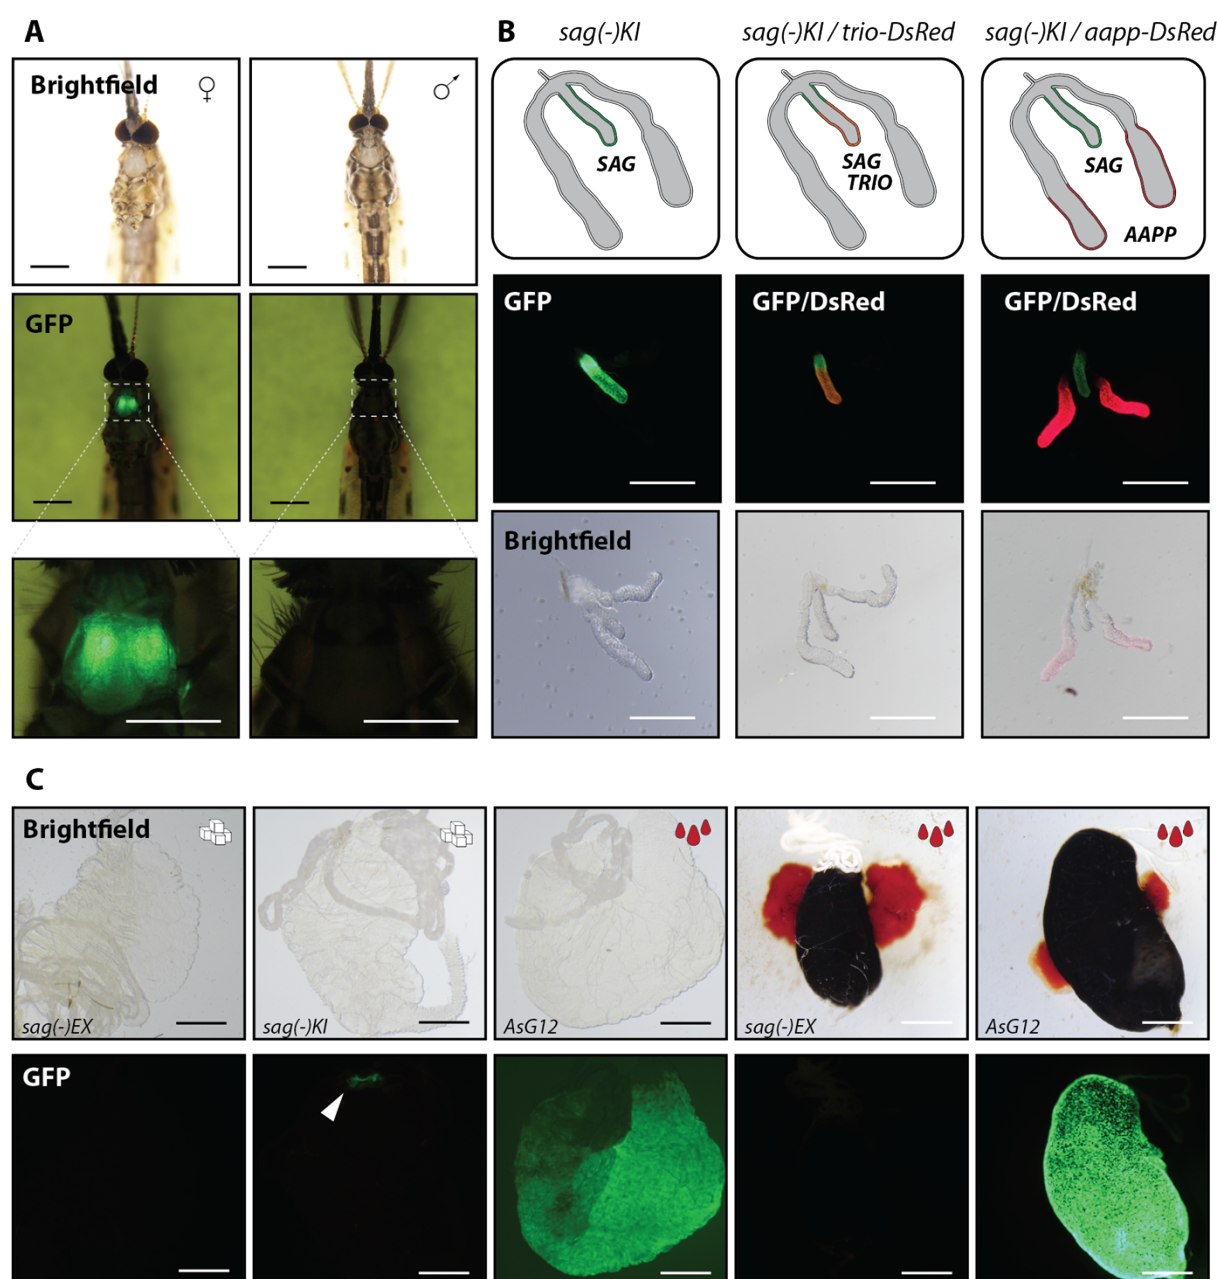 A
Brightfield ♀
♂
GFP
B
sag(-)KI
sag(-)KI / trio-DsRed
sag(-)KI / aapp-DsRed
SAG
SAG
TRIO
SAG
AAPP
GFP
GFP/DsRed
GFP/DsRed
Brightfield
C
Brightfield
sag(-)EX
sag(-)KI
AsG12
sag(-)EX
AsG12
GFP